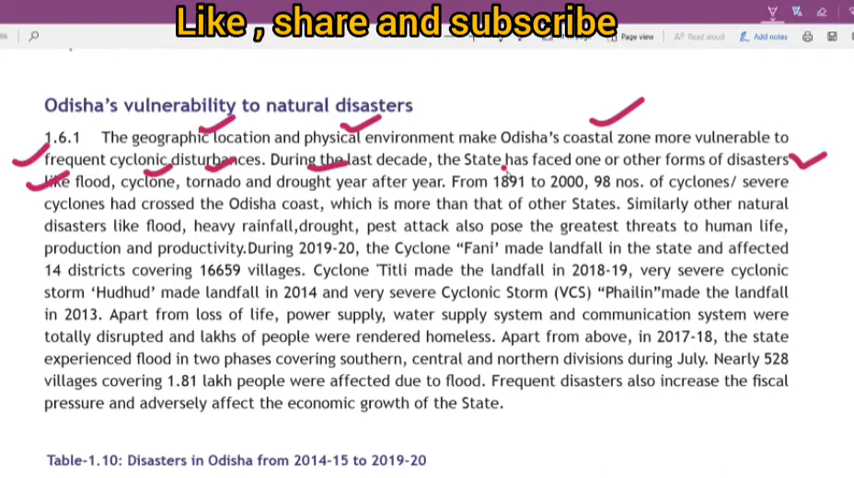 Like , share and subscribe
Page view
Read aloud
Add notes
Odisha's vulnerability to natural disasters
1.6.1 The geographic location and physical environment make Odisha's coastal zone more vulnerable to
frequent cyclonic disturbances. During the last decade, the State has faced one or other forms of disasters
like flood, cyclone, tornado and drought year after year. From 1891 to 2000, 98 nos. of cyclones/ severe
cyclones had crossed the Odisha coast, which is more than that of other States. Similarly other natural
disasters like flood, heavy rainfall,drought, pest attack also pose the greatest threats to human life,
production and productivity.During 2019-20, the Cyclone "Fani' made landfall in the state and affected
14 districts covering 16659 villages. Cyclone Titli made the landfall in 2018-19, very severe cyclonic
storm 'Hudhud' made landfall in 2014 and very severe Cyclonic Storm (VCS) "Phailin"made the landfall
in 2013. Apart from loss of life, power supply, water supply system and communication system were
totally disrupted and lakhs of people were rendered homeless. Apart from above, in 2017-18, the state
experienced flood in two phases covering southern, central and northern divisions during July. Nearly 528
villages covering 1.81 lakh people were affected due to flood. Frequent disasters also increase the fiscal
pressure and adversely affect the economic growth of the State.
Table-1.10: Disasters in Odisha from 2014-15 to 2019-20